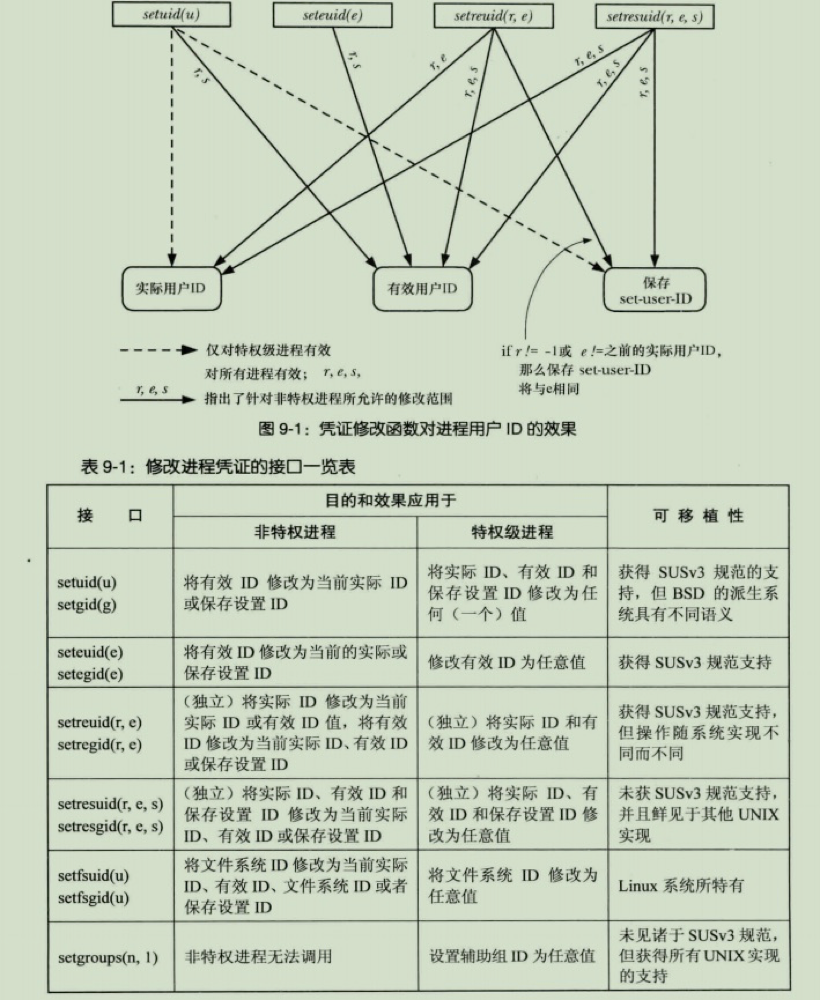 setuid(u) seteuid(e) setreuid(r, e) setresuid(r, e, s)
r, s
r, s
r, e
r, e, s
r, e, s
r, e, s
r, e, s
实际用户ID
有效用户ID
保存
set-user-ID
仅对特权级进程有效
对所有进程有效; r, e, s,
r, e, s
指出了针对非特权进程所允许的修改范围
if r != -1或 e !=之前的实际用户ID,
那么保存 set-user-ID
将与e相同
图 9-1: 凭证修改函数对进程用户 ID 的效果
表 9-1: 修改进程凭证的接口一览表
接 口
目的和效果应用于
可 移 植 性
非特权进程
特权级进程
setuid(u)
setgid(g)
将有效 ID 修改为当前实际 ID
或保存设置 ID
将实际 ID、有效 ID 和
保存设置 ID 修改为任
何（一个）值
获得 SUSv3 规范的支
持，但 BSD 的派生系
统具有不同语义
seteuid(e)
setegid(e)
将有效 ID 修改为当前的实际或
保存设置 ID
修改有效 ID 为任意值
获得 SUSv3 规范支持
setreuid(r, e)
setregid(r, e)
（独立）将实际 ID 修改为当前
实际 ID 或有效 ID 值，将有效
ID 修改为当前实际 ID、有效 ID
或保存设置 ID
（独立）将实际 ID 和有
效 ID 修改为任意值
获得 SUSv3 规范支持，
但操作随系统实现不
同而不同
setresuid(r, e, s)
setresgid(r, e, s)
（独立）将实际 ID、有效 ID 和
保存设置 ID 修改为当前实际
ID、有效 ID 或保存设置 ID
（独立）将实际 ID、有
效 ID 和保存设置 ID 修
改为任意值
未获 SUSv3 规范支持，
并且鲜见于其他 UNIX
实现
setfsuid(u)
setfsgid(u)
将文件系统 ID 修改为当前实际
ID、有效 ID、文件系统 ID 或者
保存设置 ID
将文件系统 ID 修改为
任意值
Linux 系统所特有
setgroups(n, 1)
非特权进程无法调用
设置辅助组 ID 为任意值
未见诸于 SUSv3 规范，
但获得所有 UNIX 实现
的支持